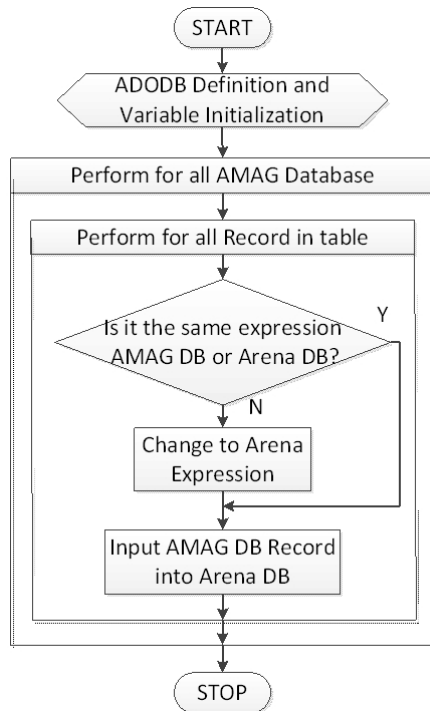 START
ADODB Definition and
Variable Initialization
Perform for all AMAG Database
Perform for all Record in table
Is it the same expression
AMAG DB or Arena DB?
Y
N
Change to Arena
Expression
Input AMAG DB Record
into Arena DB
STOP